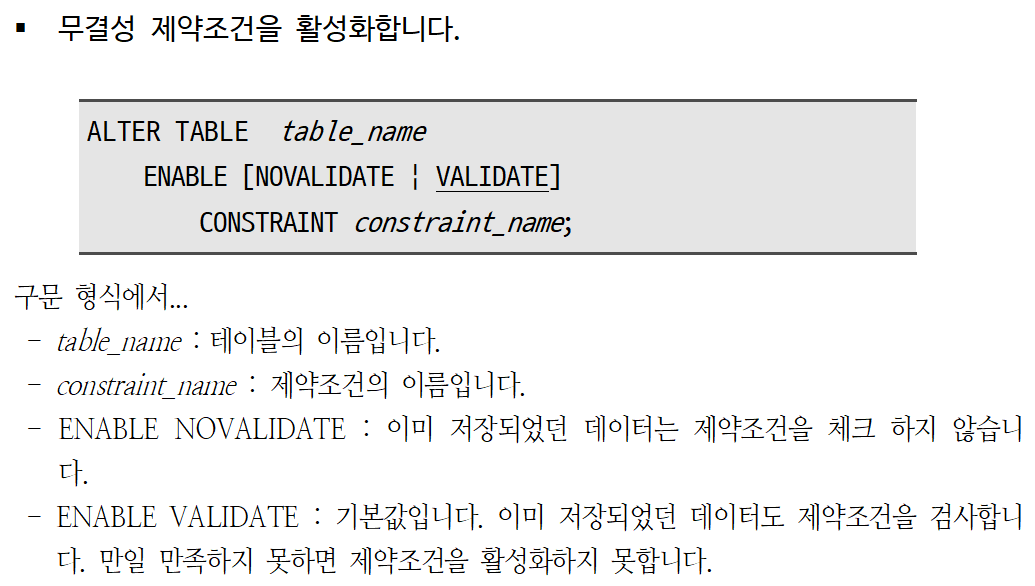 ▪ 무결성 제약조건을 활성화합니다.
ALTER TABLE table_name
ENABLE [NOVALIDATE ¦ VALIDATE]
CONSTRAINT constraint_name;
구문 형식에서...
- table_name : 테이블의 이름입니다.
- constraint_name : 제약조건의 이름입니다.
- ENABLE NOVALIDATE : 이미 저장되었던 데이터는 제약조건을 체크 하지 않습니
다.
- ENABLE VALIDATE : 기본값입니다. 이미 저장되었던 데이터도 제약조건을 검사합니
다. 만일 만족하지 못하면 제약조건을 활성화하지 못합니다.